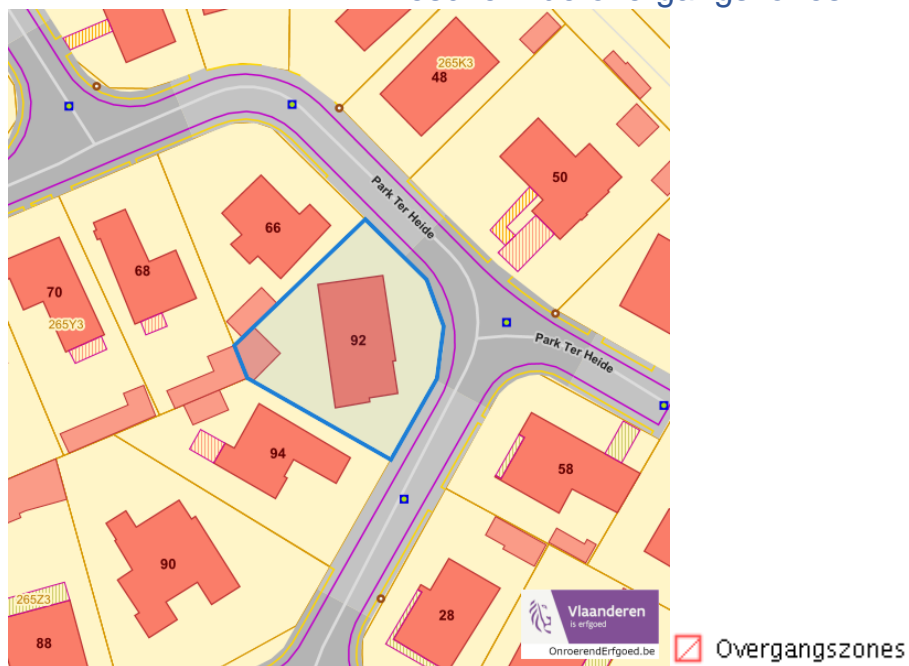 265K3
48
50
Park Ter Heide
66
68
70
265Y3
92
Park Ter Heide
94
58
90
265Z3
88
28
Vlaanderen
is erfgoed
OnroerendErfgoed.be
Overgangszones